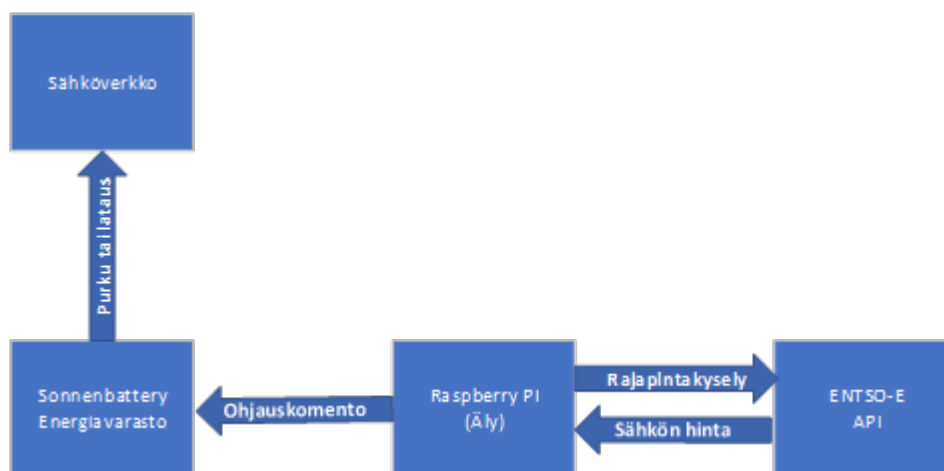 Sähköverkko
Purku tai lataus
Sonnenbattery
Energiavarasto
Ohjauskomento
Raspberry PI
(Äly)
Rajapintakysely
Sähkön hinta
ENTSO-E
API